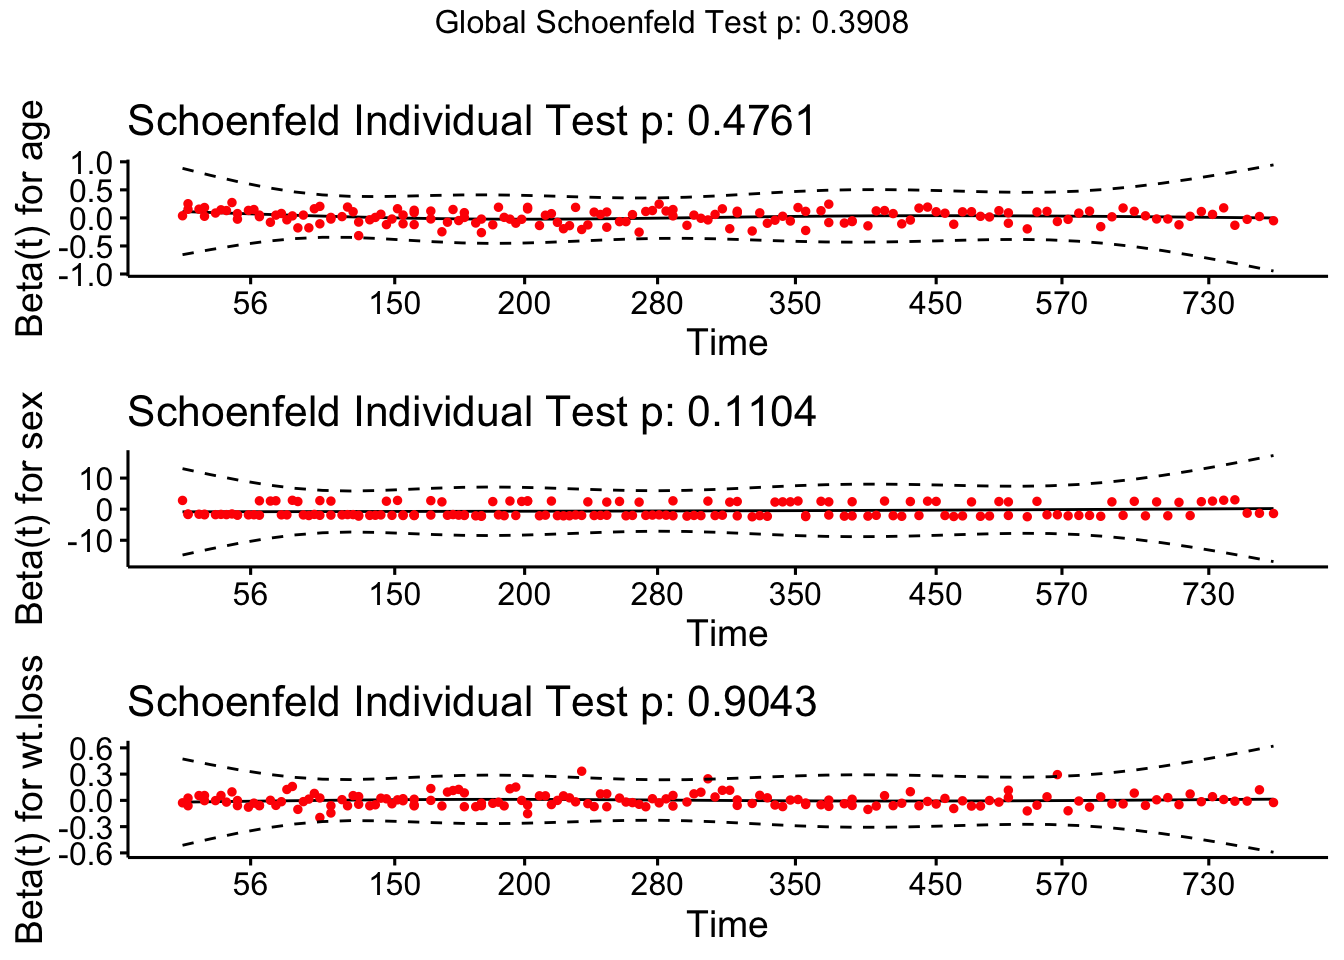 Global Schoenfeld Test p: 0.3908
Schoenfeld Individual Test p: 0.4761
Beta(t) for age
1.0
0.5
0.0
-0.5
-1.0
56 150 200 280 350 450 570 730
Time
Schoenfeld Individual Test p: 0.1104
Beta(t) for sex
10
0
-10
56 150 200 280 350 450 570 730
Time
Schoenfeld Individual Test p: 0.9043
Beta(t) for wt.loss
0.6
0.3
0.0
-0.3
-0.6
56 150 200 280 350 450 570 730
Time